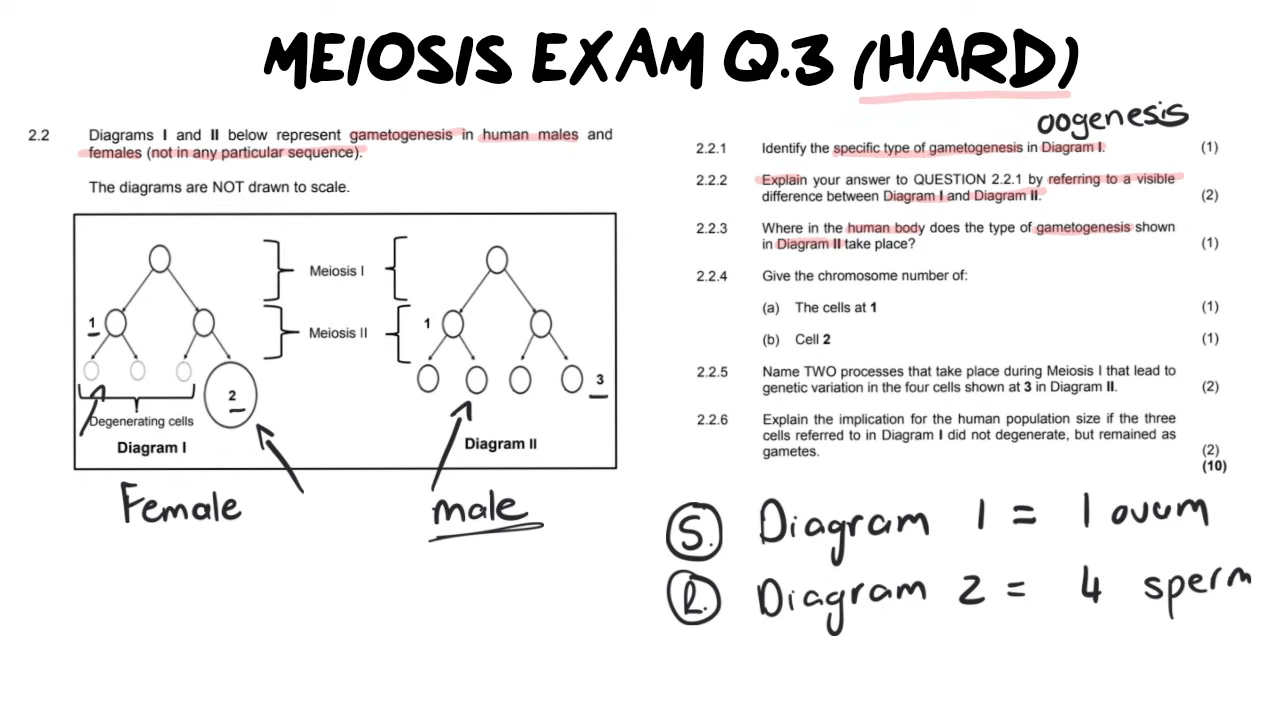 MEIOSIS EXAM Q.3 (HARD)
2.2 Diagrams I and II below represent gametogenesis in human males and
females (not in any particular sequence).
The diagrams are NOT drawn to scale.
Meiosis I
Meiosis II
1
2
Degenerating cells
Diagram I
1
3
Diagram II
Female
male
oogenesis
2.2.1 Identify the specific type of gametogenesis in Diagram I. (1)
2.2.2 Explain your answer to QUESTION 2.2.1 by referring to a visible
difference between Diagram I and Diagram II. (2)
2.2.3 Where in the human body does the type of gametogenesis shown
in Diagram II take place? (1)
2.2.4 Give the chromosome number of:
(a) The cells at 1 (1)
(b) Cell 2 (1)
2.2.5 Name TWO processes that take place during Meiosis I that lead to
genetic variation in the four cells shown at 3 in Diagram II. (2)
2.2.6 Explain the implication for the human population size if the three
cells referred to in Diagram I did not degenerate, but remained as
gametes. (2)
(10)
S. Diagram 1 = 1 ovum
R. Diagram 2 = 4 sperm